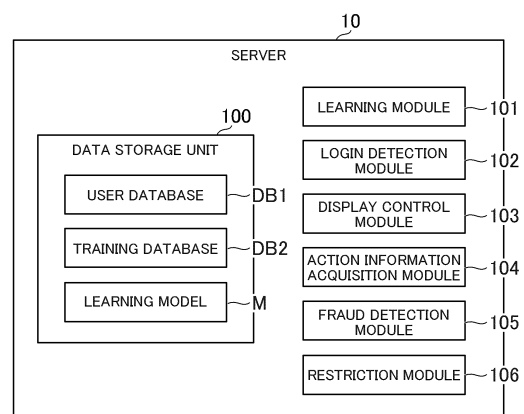 10
SERVER
100
DATA STORAGE UNIT
USER DATABASE
DB1
TRAINING DATABASE
DB2
LEARNING MODEL
M
LEARNING MODULE
101
LOGIN DETECTION
MODULE
102
DISPLAY CONTROL
MODULE
103
ACTION INFORMATION
ACQUISITION MODULE
104
FRAUD DETECTION
MODULE
105
RESTRICTION MODULE
106